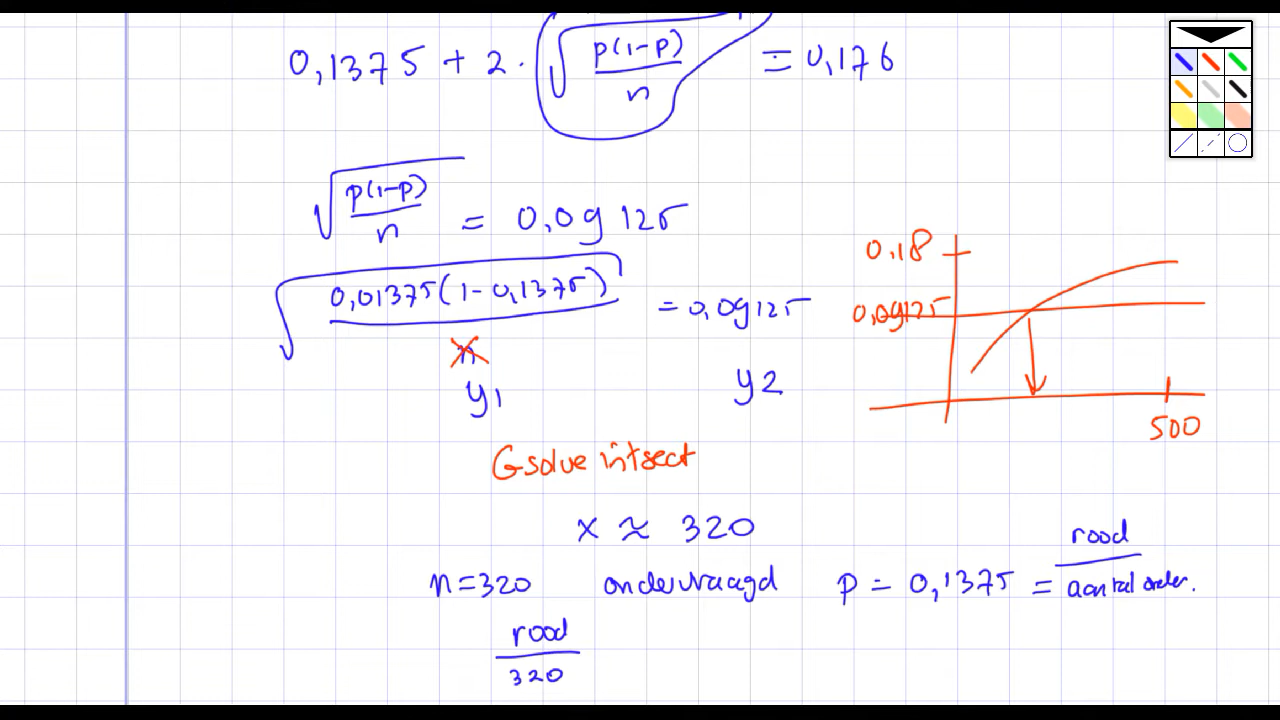 0,1375 + 2 · √(p(1-p)/n) = 0,176
√(p(1-p)/n) = 0,09125
√(0,01375(1-0,1375)/n) = 0,09125
y1 y2
0.18
0,09125
500
G-solve intsect
x ≈ 320
n=320 ondervraagd p = 0,1375 = rood / aantal onder.
rood / 320